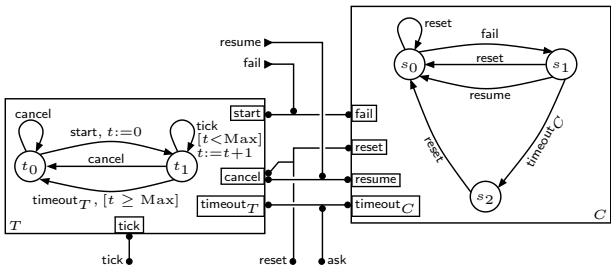 resume
fail
reset
fail
s0
reset
s1
resume
reset
timeoutC
s2
C
start
fail
reset
cancel
resume
timeoutT
timeoutC
cancel
start, t:=0
tick
[t<Max]
t:=t+1
t0
cancel
t1
timeoutT, [t ≥ Max]
T
tick
tick
reset
ask